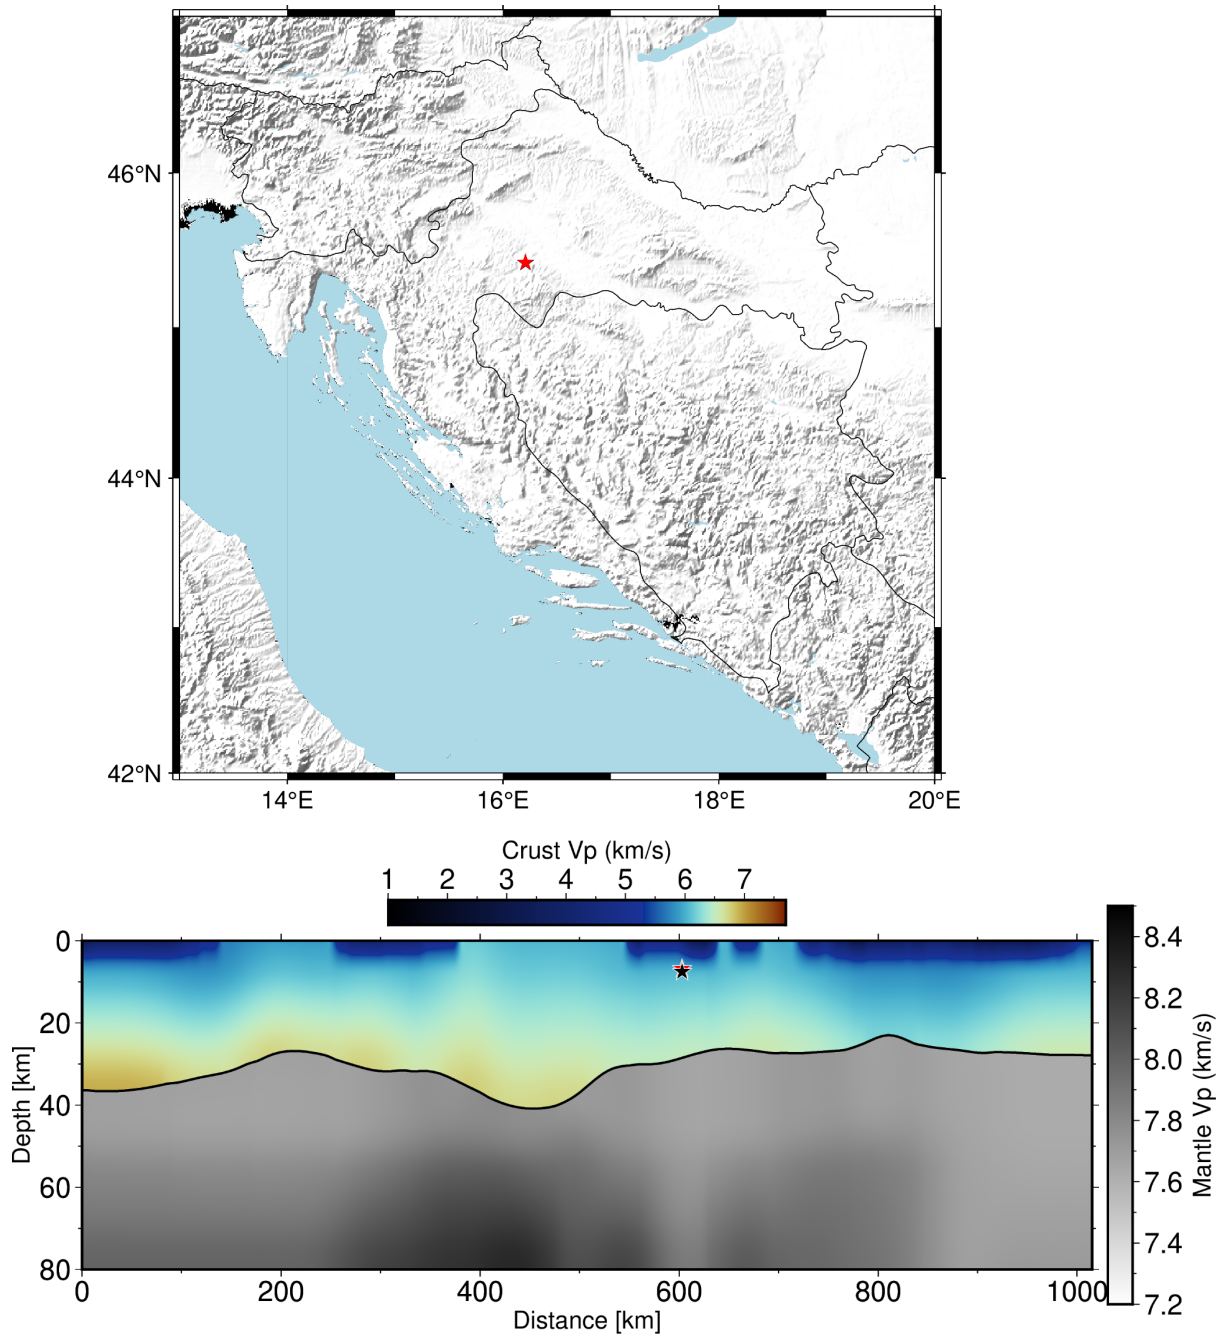 46°N
44°N
42°N
14°E 16°E 18°E 20°E
Crust Vp (km/s)
1 2 3 4 5 6 7
0
20
40
60
80
Depth [km]
0 200 400 600 800 1000
Distance [km]
8.4
8.2
8.0
7.8
7.6
7.4
7.2
Mantle Vp (km/s)